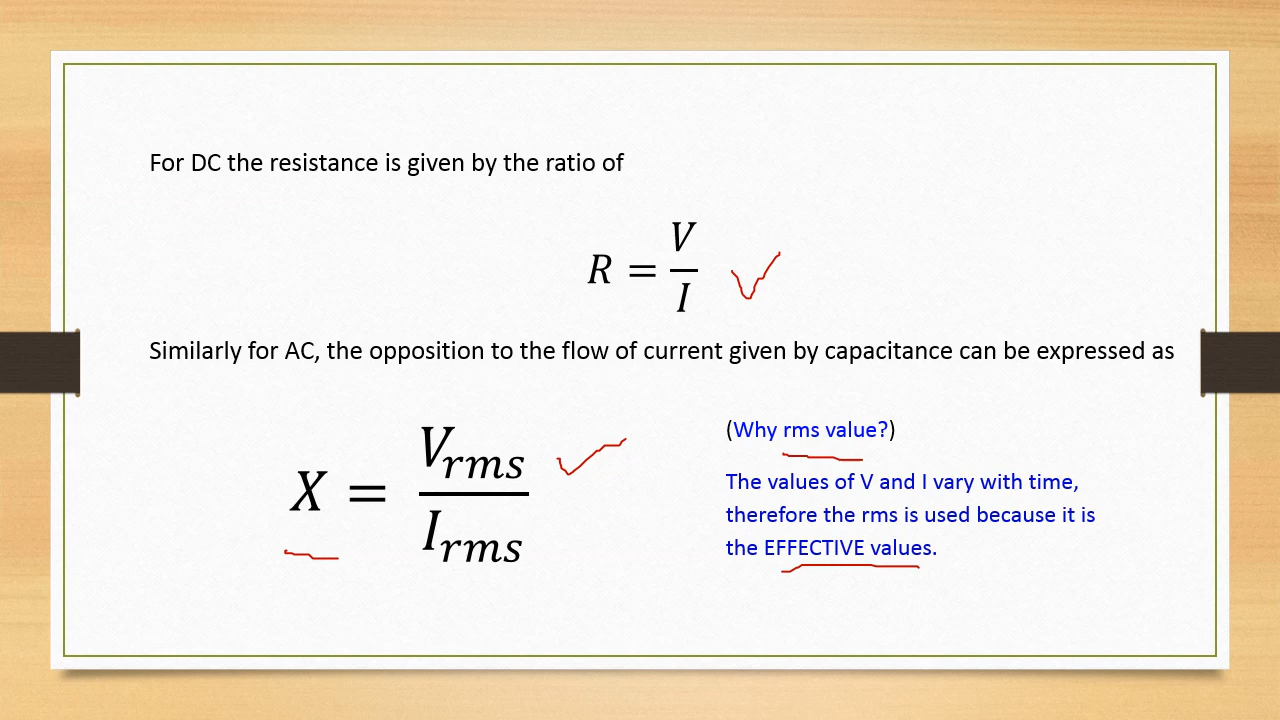 For DC the resistance is given by the ratio of
R = V/I
Similarly for AC, the opposition to the flow of current given by capacitance can be expressed as
X = V_rms/I_rms
(Why rms value?)
The values of V and I vary with time,
therefore the rms is used because it is
the EFFECTIVE values.